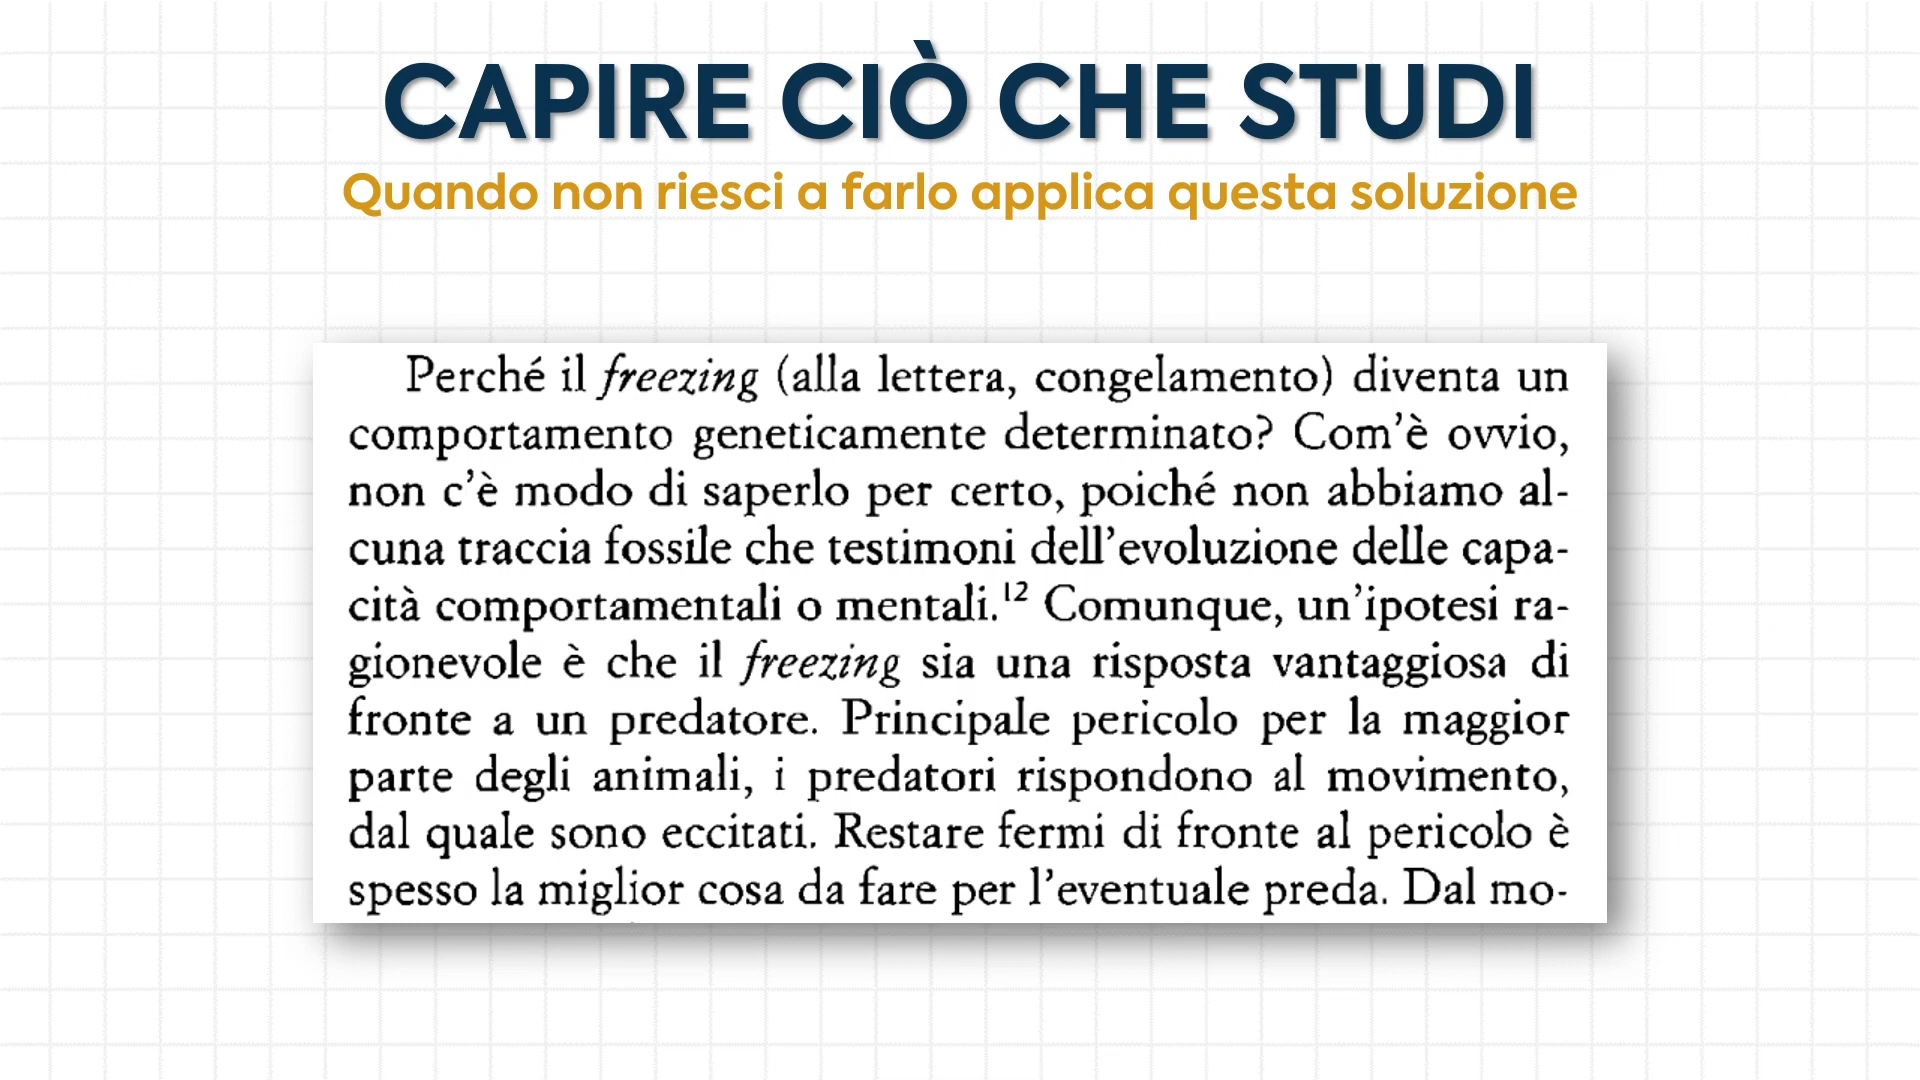 CAPIRE CIÒ CHE STUDI
Quando non riesci a farlo applica questa soluzione
Perché il freezing (alla lettera, congelamento) diventa un
comportamento geneticamente determinato? Com'è ovvio,
non c'è modo di saperlo per certo, poiché non abbiamo al-
cuna traccia fossile che testimoni dell'evoluzione delle capa-
cità comportamentali o mentali.¹² Comunque, un'ipotesi ra-
gionevole è che il freezing sia una risposta vantaggiosa di
fronte a un predatore. Principale pericolo per la maggior
parte degli animali, i predatori rispondono al movimento,
dal quale sono eccitati. Restare fermi di fronte al pericolo è
spesso la miglior cosa da fare per l'eventuale preda. Dal mo-